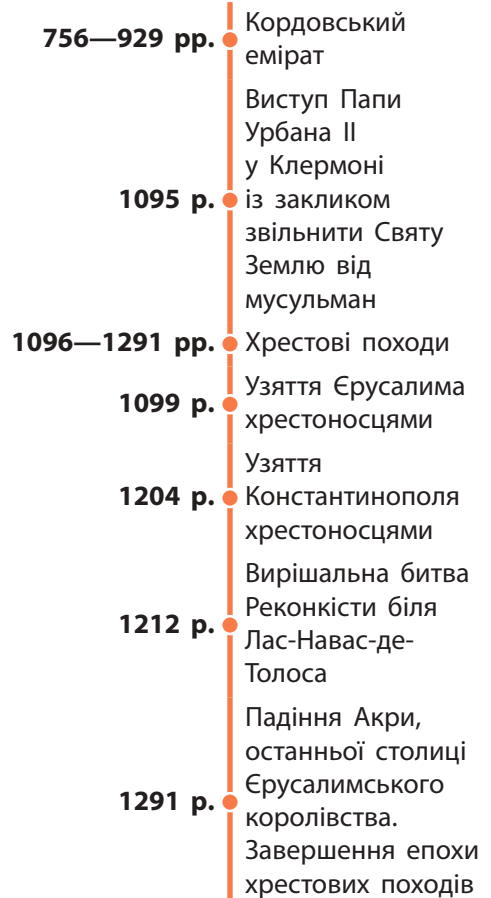 756—929 рр.
Кордовський
емірат
1095 р.
Виступ Папи
Урбана II
у Клермоні
із закликом
звільнити Святу
Землю від
мусульман
1096—1291 рр.
Хрестові походи
1099 р.
Узяття Єрусалима
хрестоносцями
1204 р.
Узяття
Константинополя
хрестоносцями
1212 р.
Вирішальна битва
Реконкісти біля
Лас-Навас-де-
Толоса
1291 р.
Падіння Акри,
останньої столиці
Єрусалимського
королівства.
Завершення епохи
хрестових походів